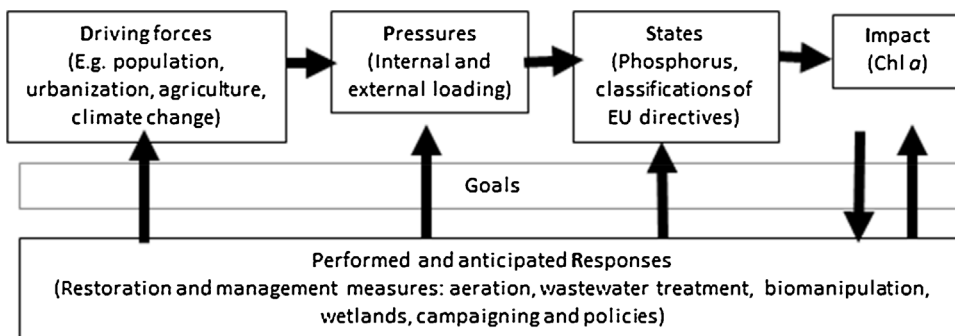 Driving forces
(E.g. population,
urbanization, agriculture,
climate change)
Pressures
(Internal and
external loading)
States
(Phosphorus,
classifications of
EU directives)
Impact
(Chl a)
Goals
Performed and anticipated Responses
(Restoration and management measures: aeration, wastewater treatment, biomanipulation,
wetlands, campaigning and policies)